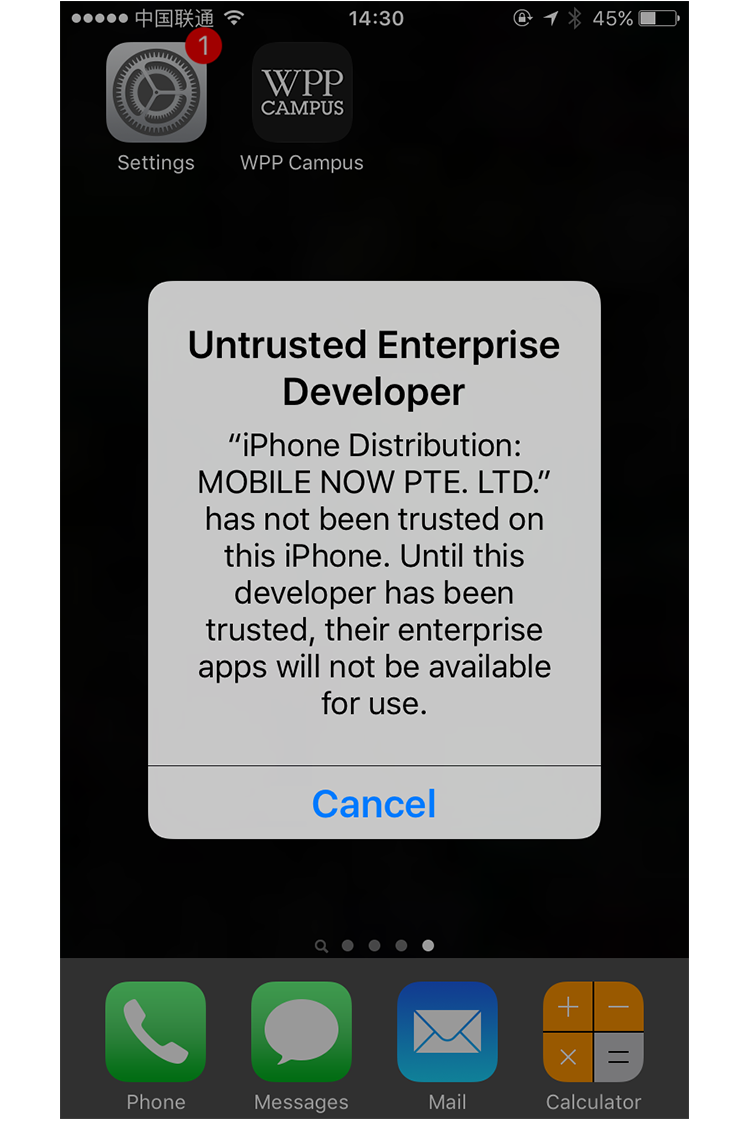 中国联通 14:30 45%
1
WPP
CAMPUS
Settings WPP Campus
Untrusted Enterprise
Developer
“iPhone Distribution:
MOBILE NOW PTE. LTD.”
has not been trusted on
this iPhone. Until this
developer has been
trusted, their enterprise
apps will not be available
for use.
Cancel
Phone Messages Mail Calculator